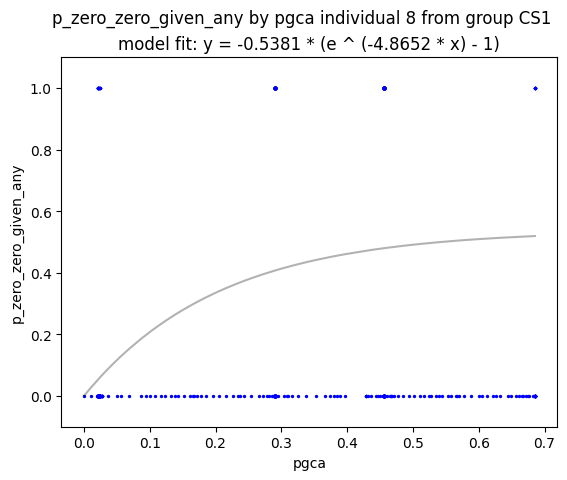 p_zero_zero_given_any by pgca individual 8 from group CS1
model fit: y = -0.5381 * (e ^ (-4.8652 * x) - 1)
1.0
0.8
0.6
0.4
0.2
0.0
p_zero_zero_given_any
0.0 0.1 0.2 0.3 0.4 0.5 0.6 0.7
pgca